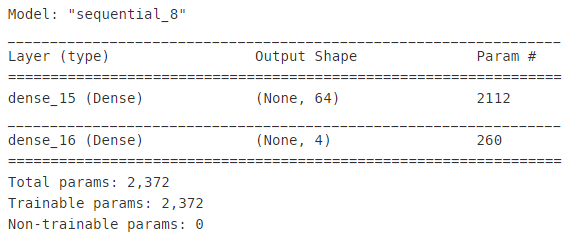 Model: "sequential_8"
_________________________________________________________________
Layer (type)                 Output Shape              Param #
=================================================================
dense_15 (Dense)             (None, 64)                2112
_________________________________________________________________
dense_16 (Dense)             (None, 4)                 260
=================================================================
Total params: 2,372
Trainable params: 2,372
Non-trainable params: 0